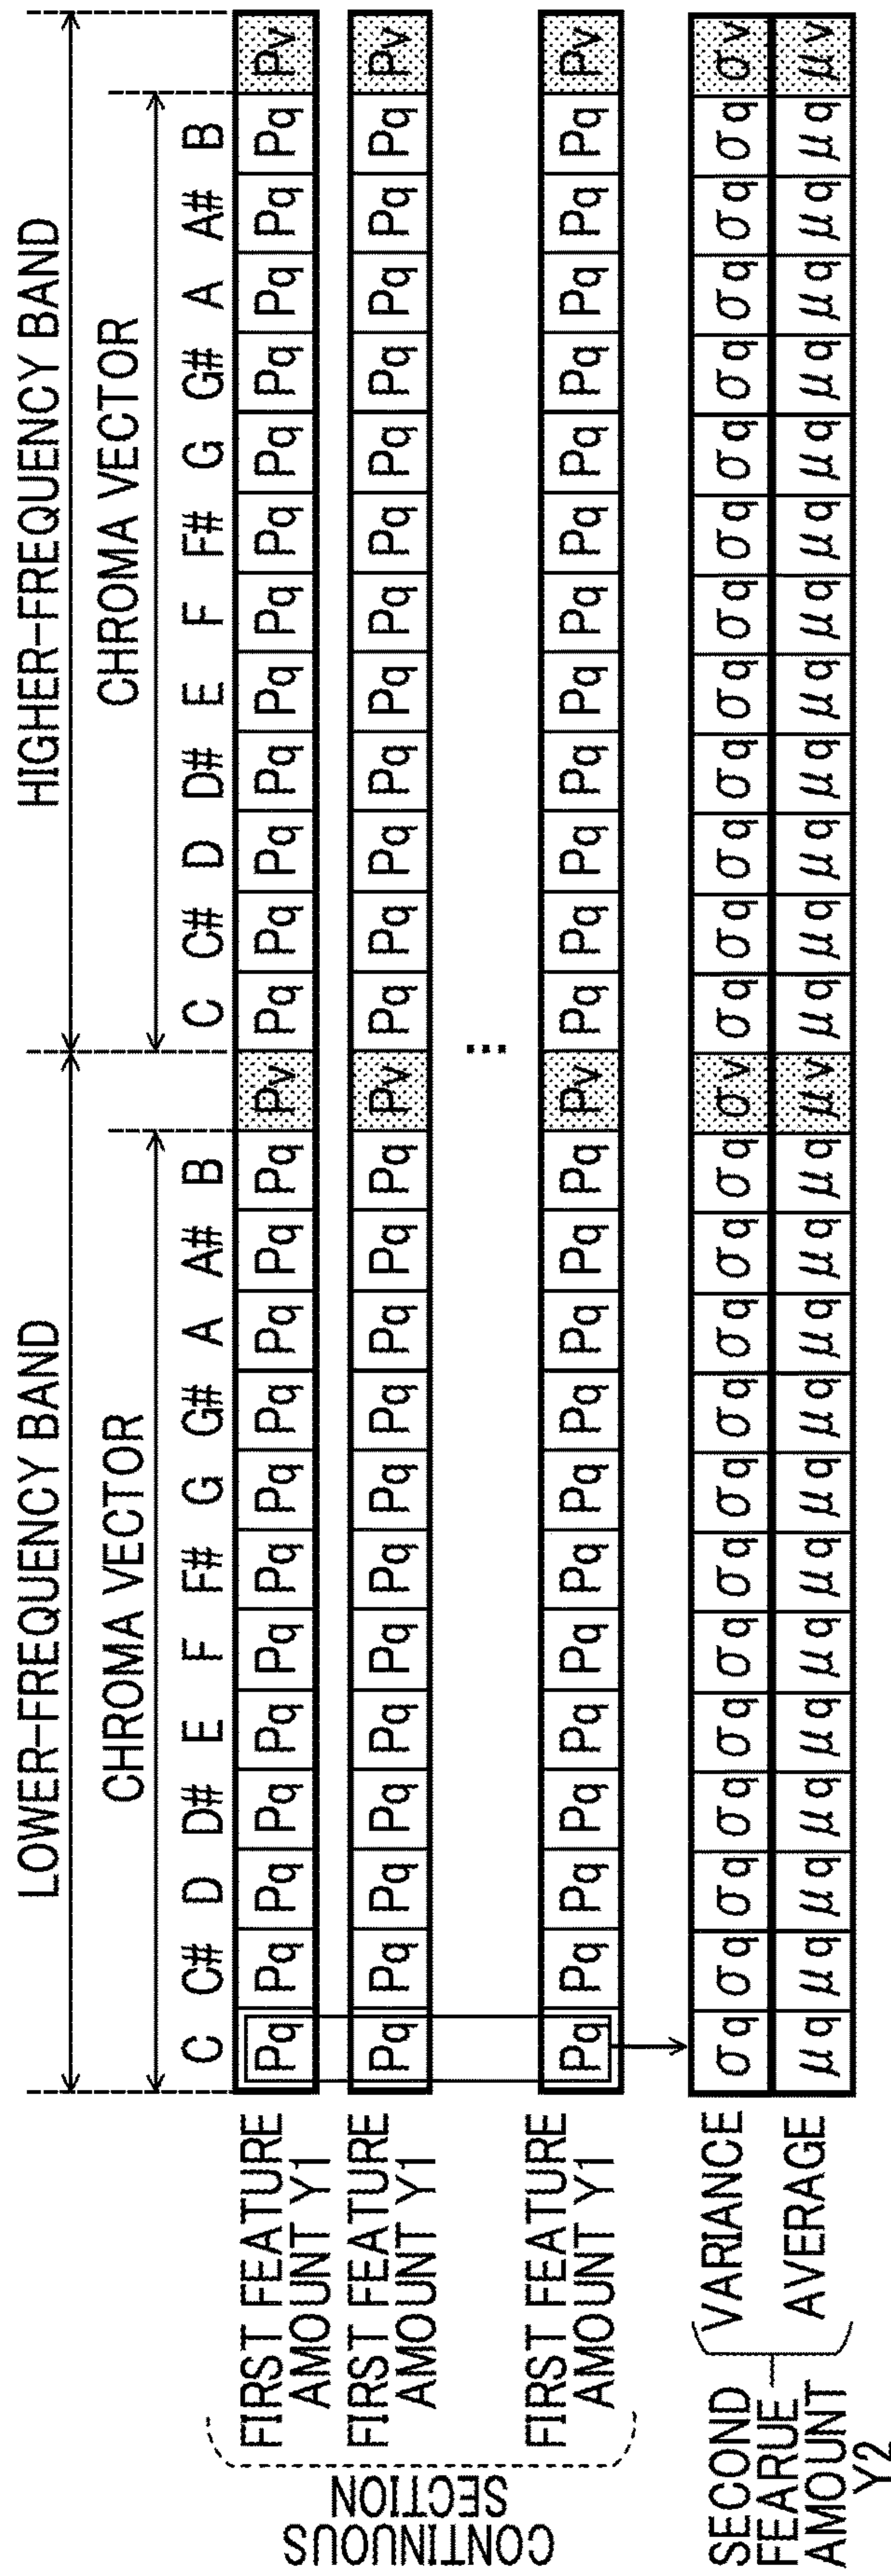 LOWER-FREQUENCY BAND HIGHER-FREQUENCY BAND
CHROMA VECTOR CHROMA VECTOR
C C# D D# E F F# G G# A A# B C C# D D# E F F# G G# A A# B
CONTINUOUS
SECTION
FIRST FEATURE
AMOUNT Y1
Pq Pq Pq Pq Pq Pq Pq Pq Pq Pq Pq Pq Pv Pq Pq Pq Pq Pq Pq Pq Pq Pq Pq Pq Pq Pv
FIRST FEATURE
AMOUNT Y1
Pq Pq Pq Pq Pq Pq Pq Pq Pq Pq Pq Pq Pv Pq Pq Pq Pq Pq Pq Pq Pq Pq Pq Pq Pq Pv
...
FIRST FEATURE
AMOUNT Y1
Pq Pq Pq Pq Pq Pq Pq Pq Pq Pq Pq Pq Pv Pq Pq Pq Pq Pq Pq Pq Pq Pq Pq Pq Pq Pv
SECOND
FEARUE
AMOUNT
Y2
VARIANCE σq σq σq σq σq σq σq σq σq σq σq σq σv σq σq σq σq σq σq σq σq σq σq σq σq σv
AVERAGE μq μq μq μq μq μq μq μq μq μq μq μq μv μq μq μq μq μq μq μq μq μq μq μq μq μv